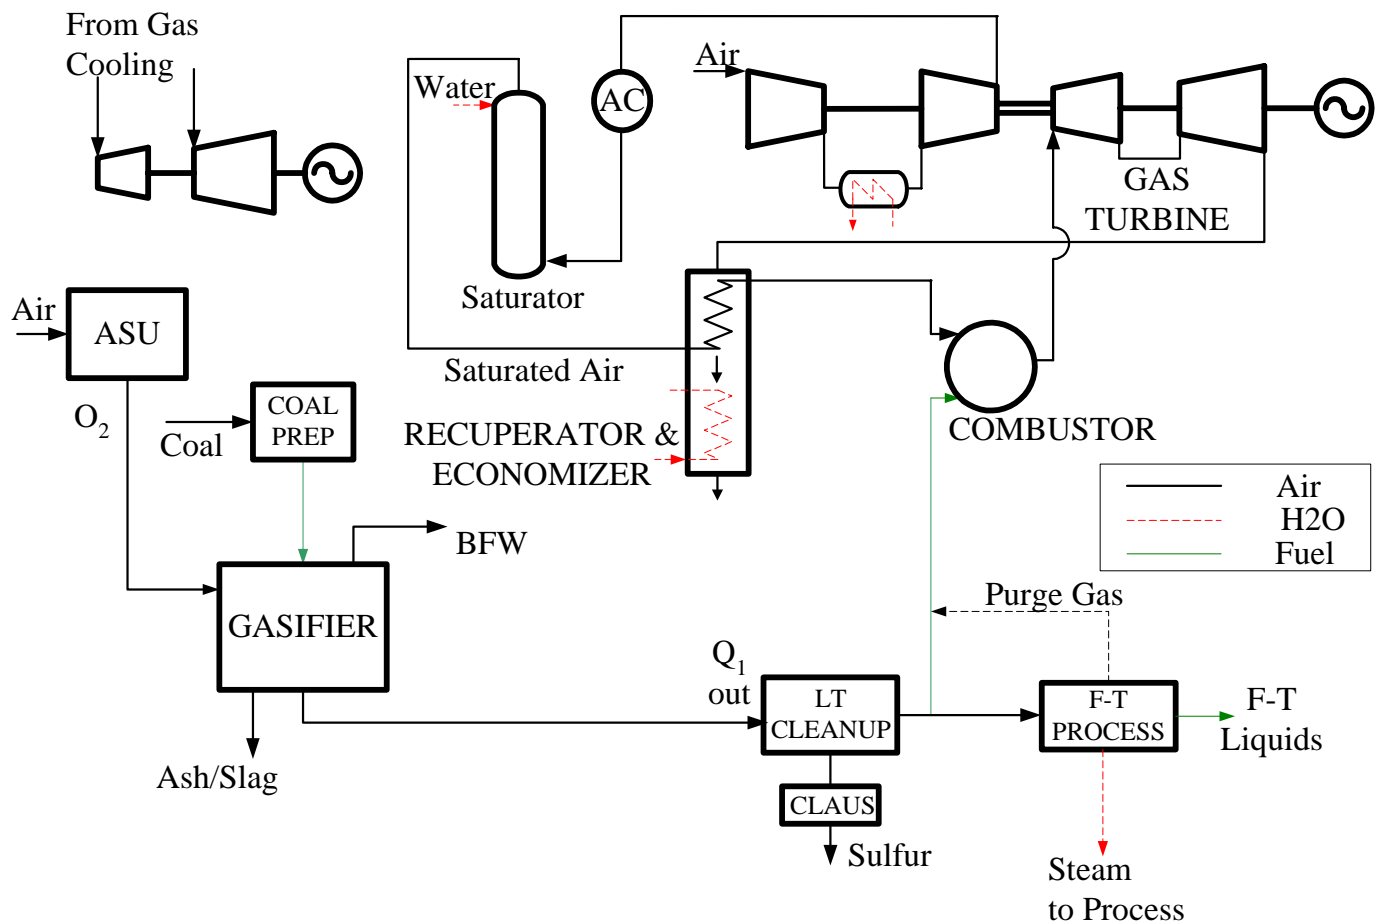 From Gas
Cooling
Water
AC
Air
GAS
TURBINE
Saturator
Air
ASU
Saturated Air
O2
COAL
PREP
Coal
RECUPERATOR &
ECONOMIZER
COMBUSTOR
Air
H2O
Fuel
BFW
GASIFIER
Purge Gas
Q1
out
LT
CLEANUP
F-T
PROCESS
F-T
Liquids
Ash/Slag
CLAUS
Sulfur
Steam
to Process